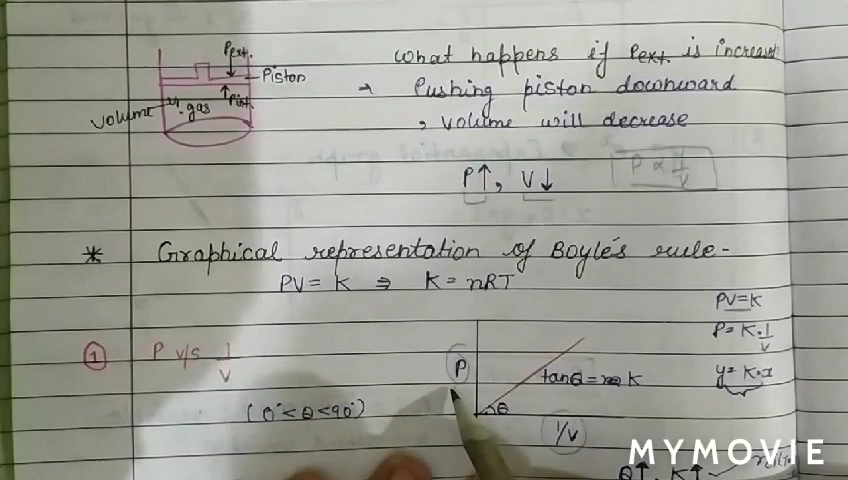 Pext.
Piston
Pint.
gas
volume
What happens if Pext. is increased
→ Pushing piston downward
, volume will decrease
P↑, V↓
P ∝ 1/V
* Graphical representation of Boyle's rule-
PV = K ⇒ K = nRT
PV = K
P = K·1/V
y = K·x
① P v/s 1/V
P
tanθ = K
θ
(0°<θ<90°)
1/V
θ↑, K↑
MYMOVIE